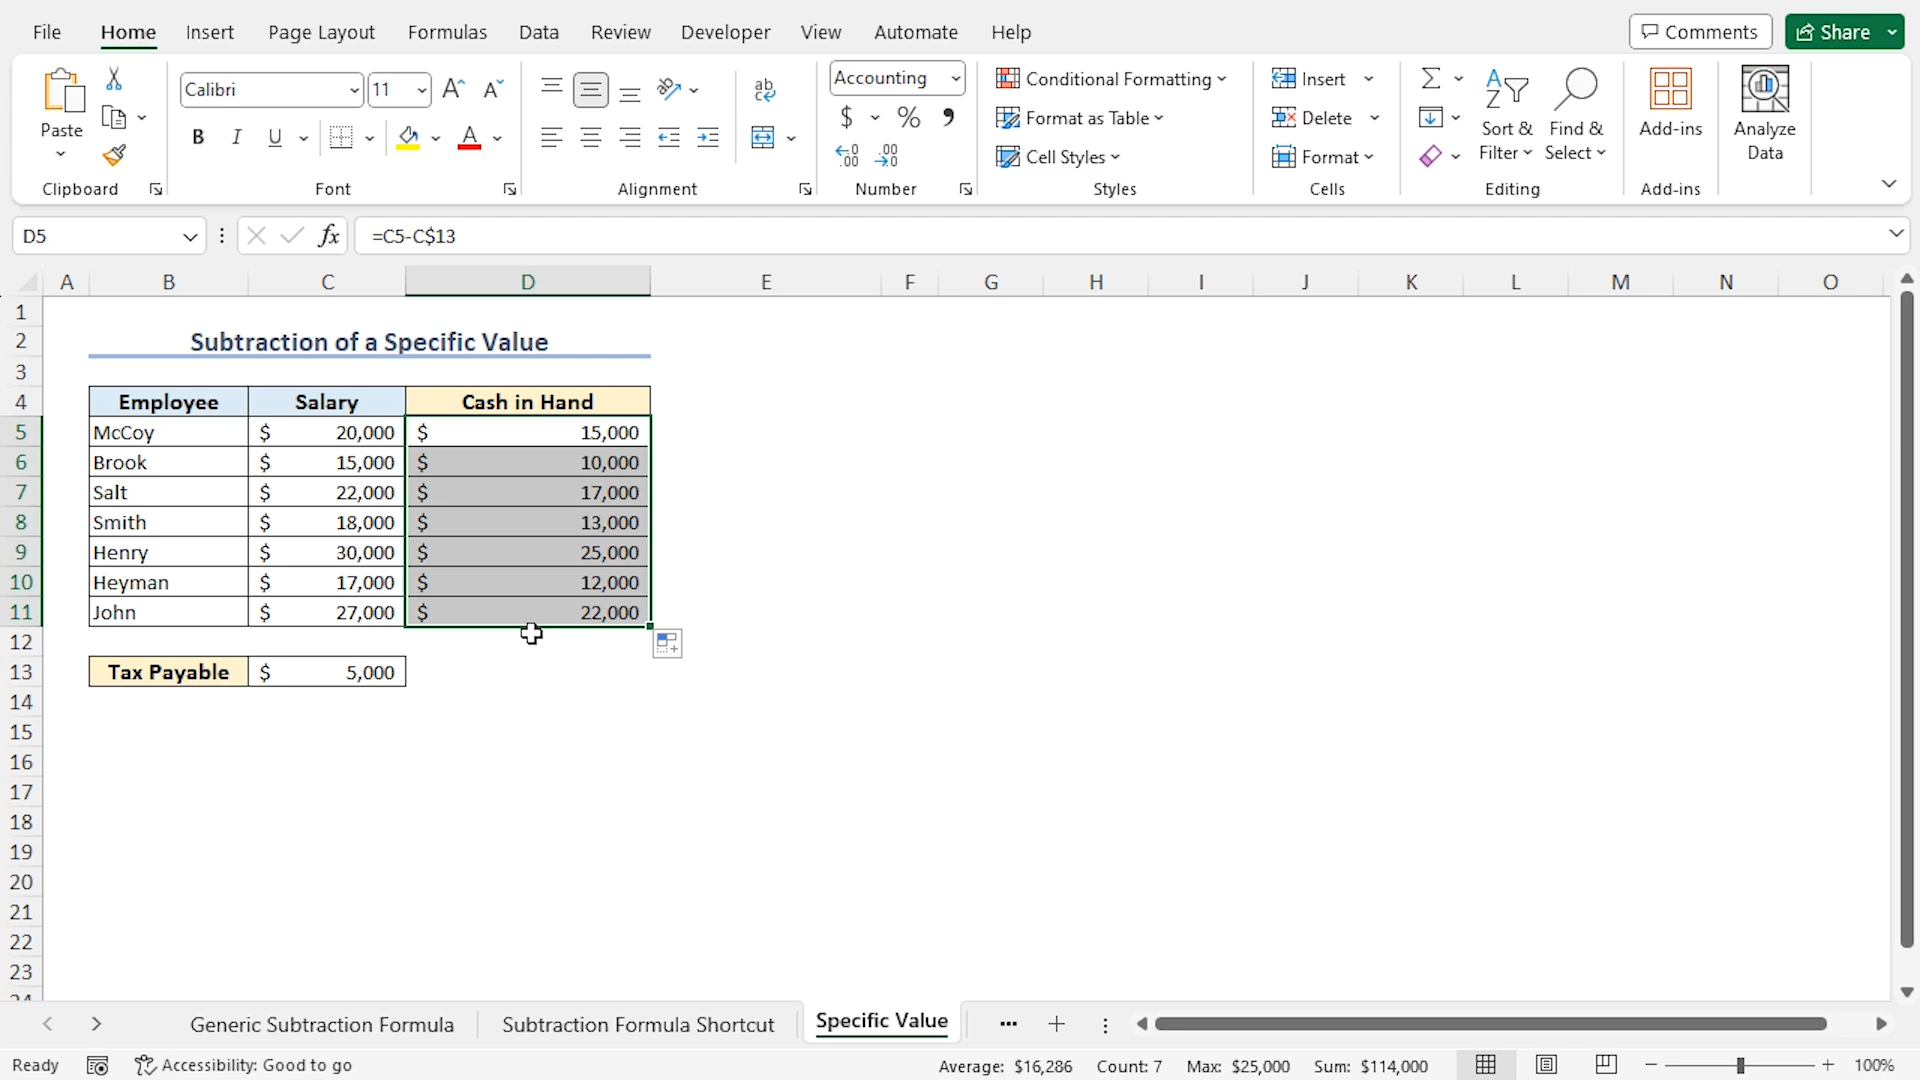 File Home Insert Page Layout Formulas Data Review Developer View Automate Help Comments Share
Calibri 11 A^ A˅ ab Accounting Conditional Formatting Insert Σ
Paste B I U A $ % , Format as Table Delete Sort & Filter Find & Select Add-ins Analyze Data
←0 .00 .00 →0 Cell Styles Format
Clipboard Font Alignment Number Styles Cells Editing Add-ins
D5 fx =C5-C$13
A B C D E F G H I J K L M N O
1
2 Subtraction of a Specific Value
3
4 Employee Salary Cash in Hand
5 McCoy $ 20,000 $ 15,000
6 Brook $ 15,000 $ 10,000
7 Salt $ 22,000 $ 17,000
8 Smith $ 18,000 $ 13,000
9 Henry $ 30,000 $ 25,000
10 Heyman $ 17,000 $ 12,000
11 John $ 27,000 $ 22,000
12
13 Tax Payable $ 5,000
14
15
16
17
18
19
20
21
22
23
24
Generic Subtraction Formula Subtraction Formula Shortcut Specific Value ... +
Ready Accessibility: Good to go Average: $16,286 Count: 7 Max: $25,000 Sum: $114,000 − + 100%